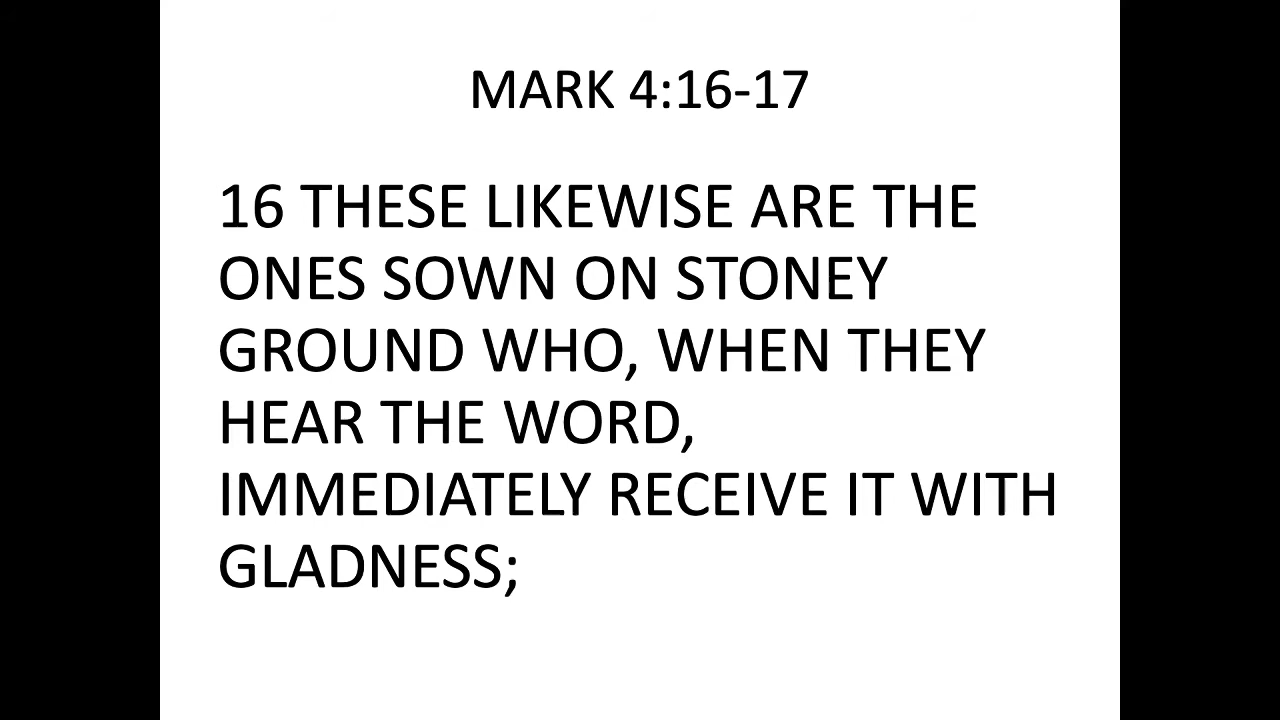 MARK 4:16-17
16 THESE LIKEWISE ARE THE
ONES SOWN ON STONEY
GROUND WHO, WHEN THEY
HEAR THE WORD,
IMMEDIATELY RECEIVE IT WITH
GLADNESS;